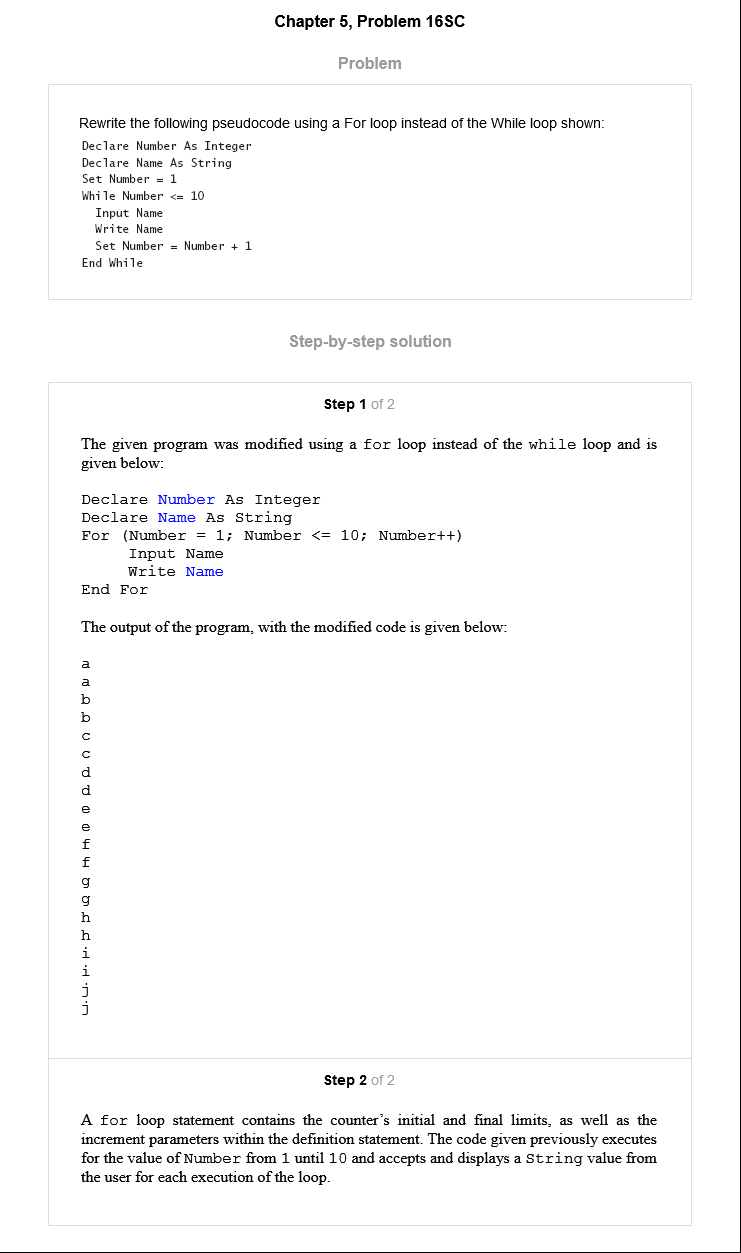 Chapter 5, Problem 16SC
Problem
Rewrite the following pseudocode using a For loop instead of the While loop shown:
Declare Number As Integer
Declare Name As String
Set Number = 1
While Number <= 10
Input Name
Write Name
Set Number = Number + 1
End While
Step-by-step solution
Step 1 of 2
The given program was modified using a for loop instead of the while loop and is
given below:
Declare Number As Integer
Declare Name As String
For (Number = 1; Number <= 10; Number++)
Input Name
Write Name
End For
The output of the program, with the modified code is given below:
a
a
b
b
c
c
d
d
e
e
f
f
g
g
h
h
i
i
j
j
Step 2 of 2
A for loop statement contains the counter’s initial and final limits, as well as the
increment parameters within the definition statement. The code given previously executes
for the value of Number from 1 until 10 and accepts and displays a String value from
the user for each execution of the loop.